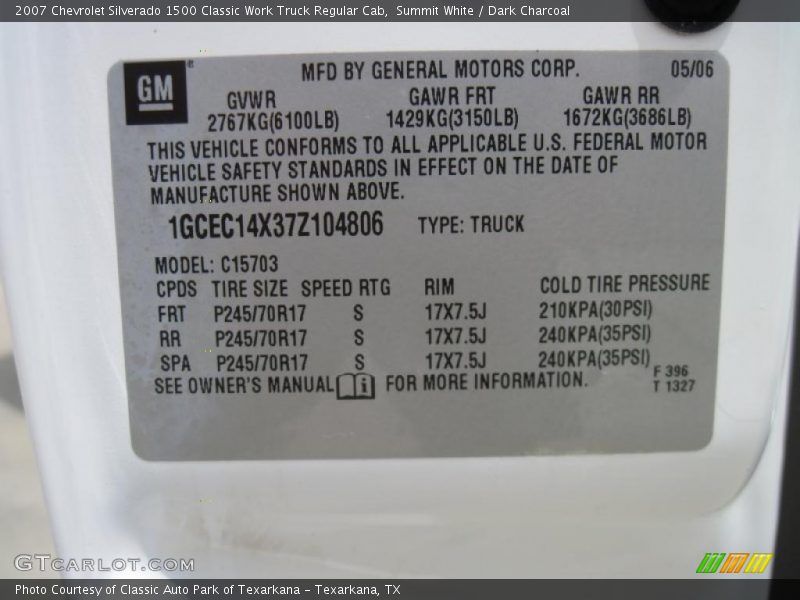 2007 Chevrolet Silverado 1500 Classic Work Truck Regular Cab,  Summit White / Dark Charcoal
GM ®
MFD BY GENERAL MOTORS CORP. 05/06
GVWR GAWR FRT GAWR RR
2767KG(6100LB) 1429KG(3150LB) 1672KG(3686LB)
THIS VEHICLE CONFORMS TO ALL APPLICABLE U.S. FEDERAL MOTOR
VEHICLE SAFETY STANDARDS IN EFFECT ON THE DATE OF
MANUFACTURE SHOWN ABOVE.
1GCEC14X37Z104806 TYPE: TRUCK
MODEL: C15703
CPDS TIRE SIZE SPEED RTG RIM COLD TIRE PRESSURE
FRT P245/70R17 S 17X7.5J 210KPA(30PSI)
RR P245/70R17 S 17X7.5J 240KPA(35PSI)
SPA P245/70R17 S 17X7.5J 240KPA(35PSI)
SEE OWNER'S MANUAL i FOR MORE INFORMATION.
F 396
T 1327
GTcarlot.com
Photo Courtesy of Classic Auto Park of Texarkana - Texarkana, TX